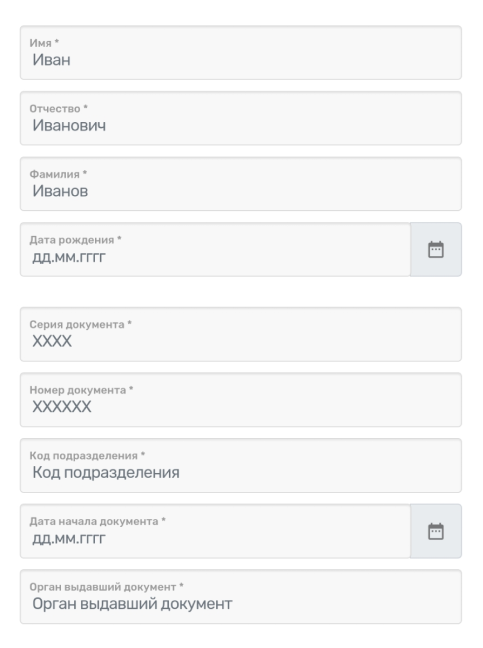 Имя *
Иван
Отчество *
Иванович
Фамилия *
Иванов
Дата рождения *
дд.мм.гггг
Серия документа *
XXXX
Номер документа *
XXXXXX
Код подразделения *
Код подразделения
Дата начала документа *
дд.мм.гггг
Орган выдавший документ *
Орган выдавший документ